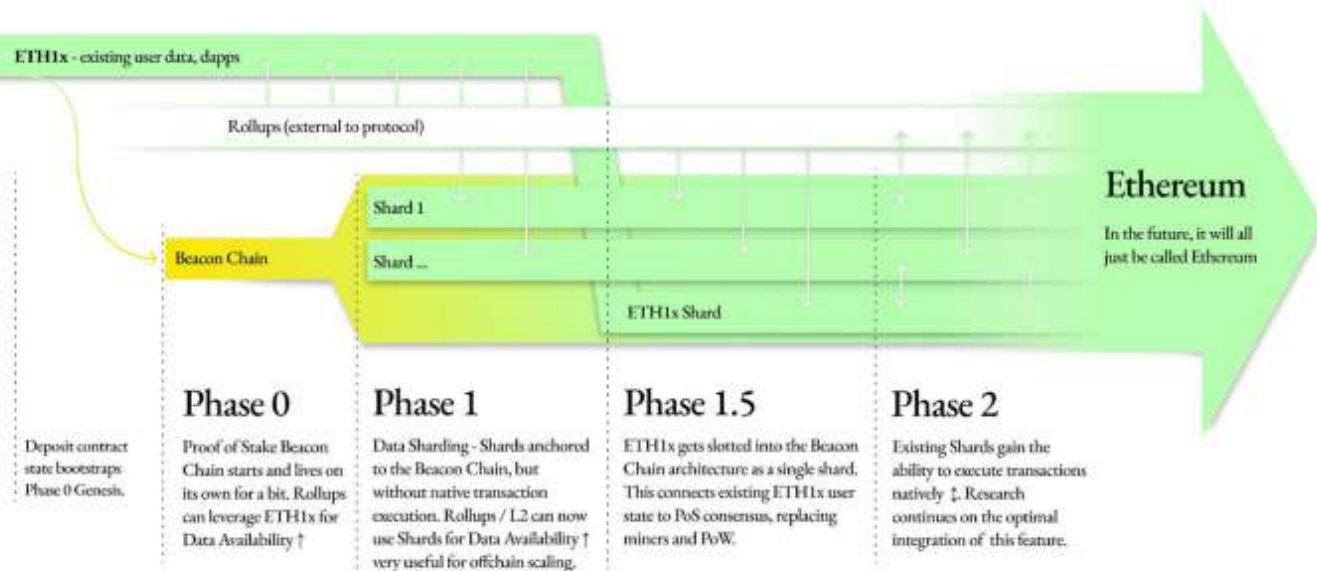 ETH1x - existing user data, dapps
Rollups (external to protocol)
Shard 1
Beacon Chain
Shard ...
ETH1x Shard
Ethereum
In the future, it will all
just be called Ethereum
Deposit contract
state bootstraps
Phase 0 Genesis.
Phase 0
Proof of Stake Beacon
Chain starts and lives on
its own for a bit. Rollups
can leverage ETH1x for
Data Availability ↑
Phase 1
Data Sharding - Shards anchored
to the Beacon Chain, but
without native transaction
execution. Rollups / L2 can now
use Shards for Data Availability ↑
very useful for offchain scaling.
Phase 1.5
ETH1x gets slotted into the Beacon
Chain architecture as a single shard.
This connects existing ETH1x user
state to PoS consensus, replacing
miners and PoW.
Phase 2
Existing Shards gain the
ability to execute transactions
natively ↕. Research
continues on the optimal
integration of this feature.